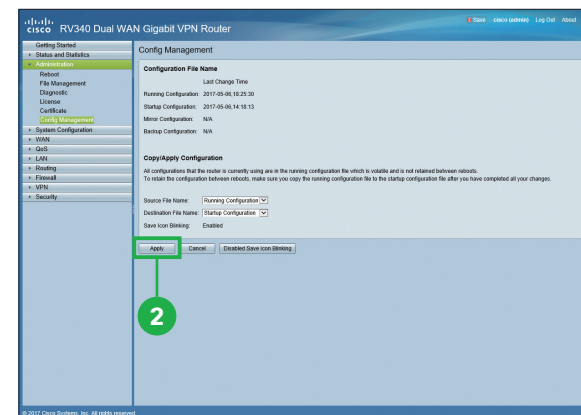 Save cisco (admin) Log Out About
cisco RV340 Dual WAN Gigabit VPN Router
Getting Started
Status and Statistics
Administration
Reboot
File Management
Diagnostic
License
Certificate
Config Management
System Configuration
WAN
QoS
LAN
Routing
Firewall
VPN
Security
Config Management
Configuration File Name
Last Change Time
Running Configuration: 2017-05-06,18:25:30
Startup Configuration: 2017-05-06,14:18:13
Mirror Configuration: N/A
Backup Configuration: N/A
Copy/Apply Configuration
All configurations that the router is currently using are in the running configuration file which is volatile and is not retained between reboots.
To retain the configuration between reboots, make sure you copy the running configuration file to the startup configuration file after you have completed all your changes.
Source File Name: Running Configuration
Destination File Name: Startup Configuration
Save Icon Blinking: Enabled
Apply Cancel Disabled Save Icon Blinking
2
© 2017 Cisco Systems, Inc. All rights reserved.